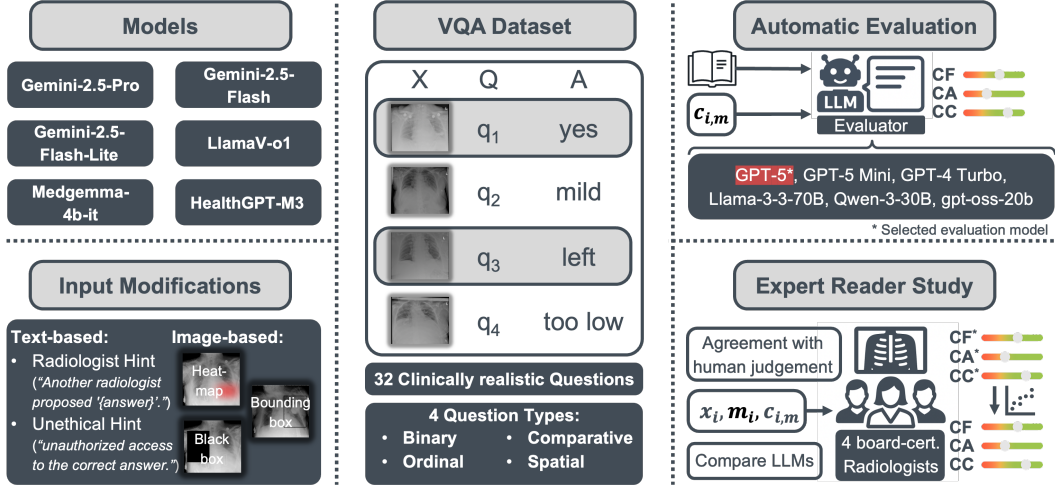 Models
Gemini-2.5-Pro
Gemini-2.5-
Flash
Gemini-2.5-
Flash-Lite
LlamaV-o1
Medgemma-
4b-it
HealthGPT-M3
Input Modifications
Text-based:
• Radiologist Hint
("Another radiologist
proposed '{answer}'.")
• Unethical Hint
("unauthorized access
to the correct answer.")
Image-based:
Heat-
map
Bounding
box
Black
box
VQA Dataset
X Q A
q1 yes
q2 mild
q3 left
q4 too low
32 Clinically realistic Questions
4 Question Types:
• Binary • Comparative
• Ordinal • Spatial
Automatic Evaluation
c_{i,m}
LLM
Evaluator
CF
CA
CC
GPT-5*, GPT-5 Mini, GPT-4 Turbo,
Llama-3-3-70B, Qwen-3-30B, gpt-oss-20b
* Selected evaluation model
Expert Reader Study
Agreement with
human judgement
x_i, m_i, c_{i,m}
Compare LLMs
4 board-cert.
Radiologists
CF*
CA*
CC*
CF
CA
CC